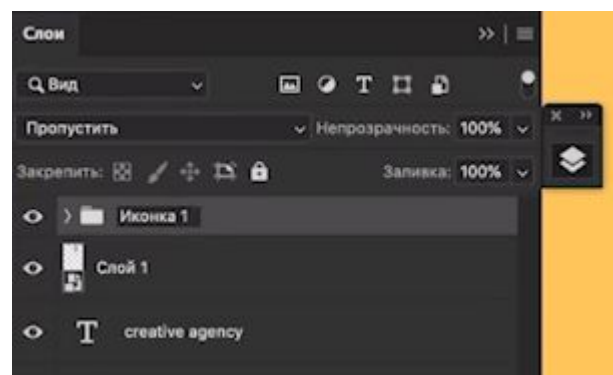 Слои
Вид
Пропустить Непрозрачность: 100%
Закрепить: Заливка: 100%
Иконка 1
Слой 1
creative agency